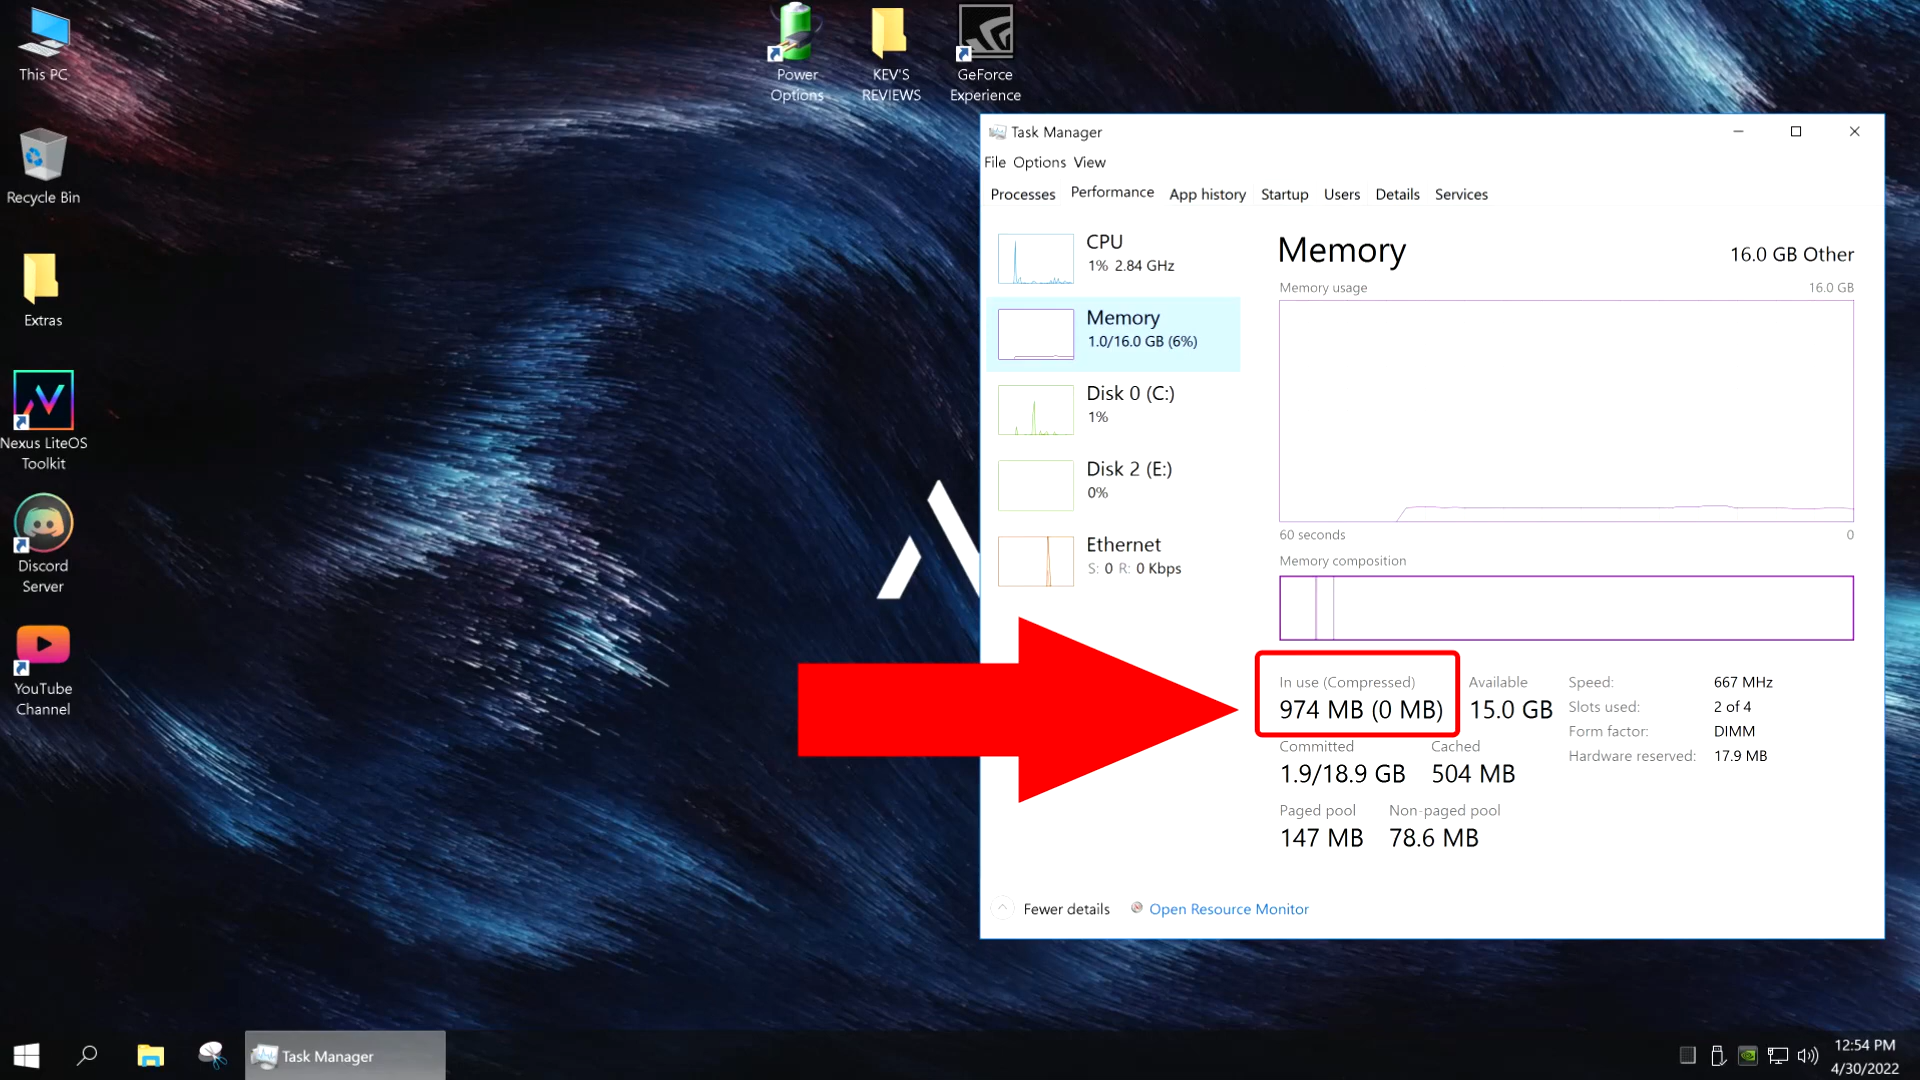 This PC
Recycle Bin
Extras
Nexus LiteOS
Toolkit
Discord
Server
YouTube
Channel
Power
Options
KEV'S
REVIEWS
GeForce
Experience
Task Manager
File Options View
Processes Performance App history Startup Users Details Services
CPU
1% 2.84 GHz
Memory
1.0/16.0 GB (6%)
Disk 0 (C:)
1%
Disk 2 (E:)
0%
Ethernet
S: 0 R: 0 Kbps
Memory
16.0 GB Other
Memory usage
16.0 GB
60 seconds
0
Memory composition
In use (Compressed)
974 MB (0 MB)
Available
15.0 GB
Committed
1.9/18.9 GB
Cached
504 MB
Paged pool
147 MB
Non-paged pool
78.6 MB
Speed: 667 MHz
Slots used: 2 of 4
Form factor: DIMM
Hardware reserved: 17.9 MB
Fewer details
Open Resource Monitor
Task Manager
12:54 PM
4/30/2022